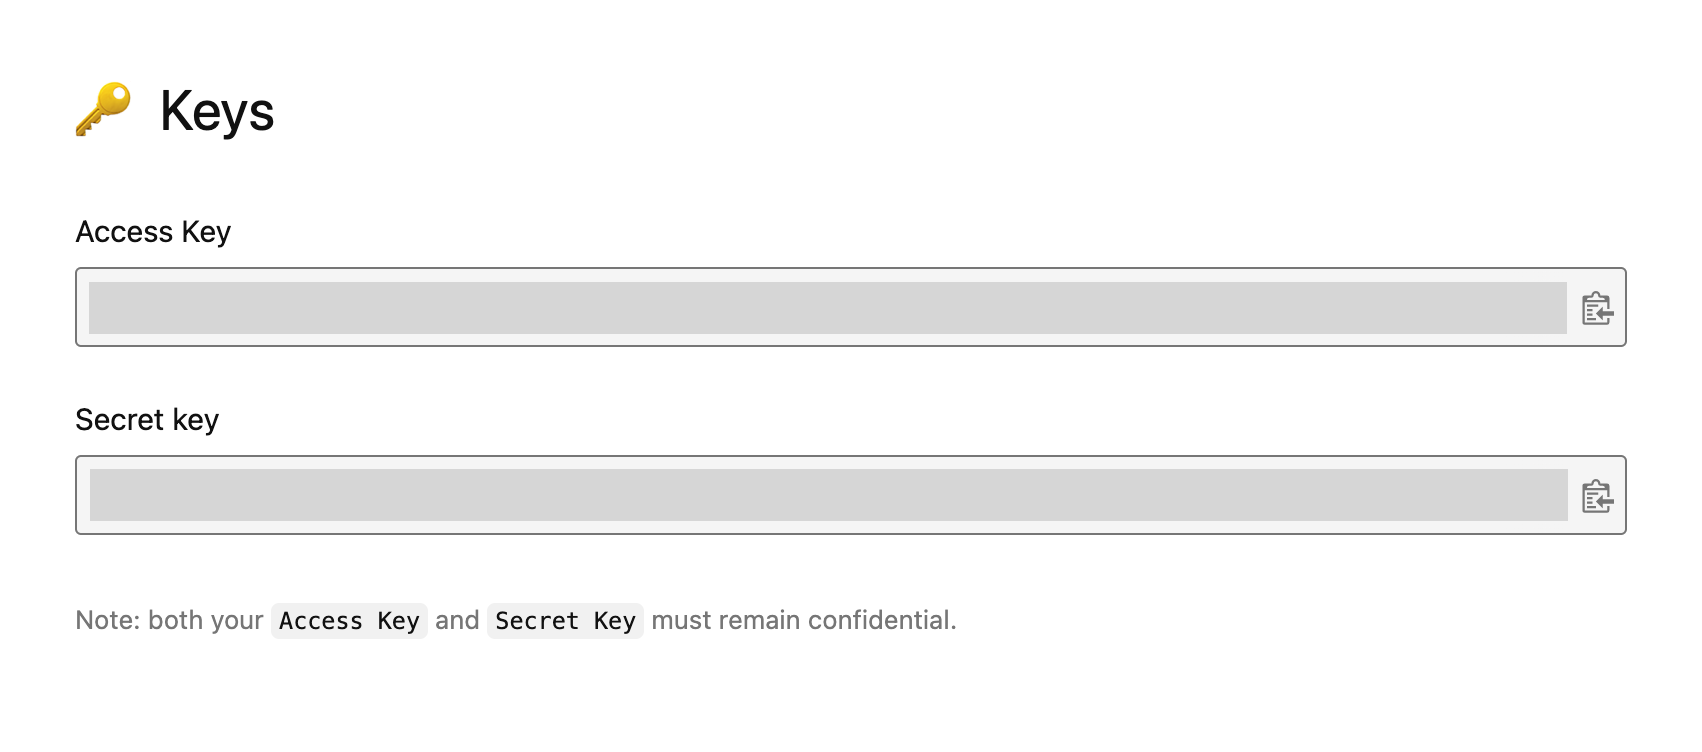 Keys
Access Key
Secret key
Note: both your Access Key and Secret Key must remain confidential.